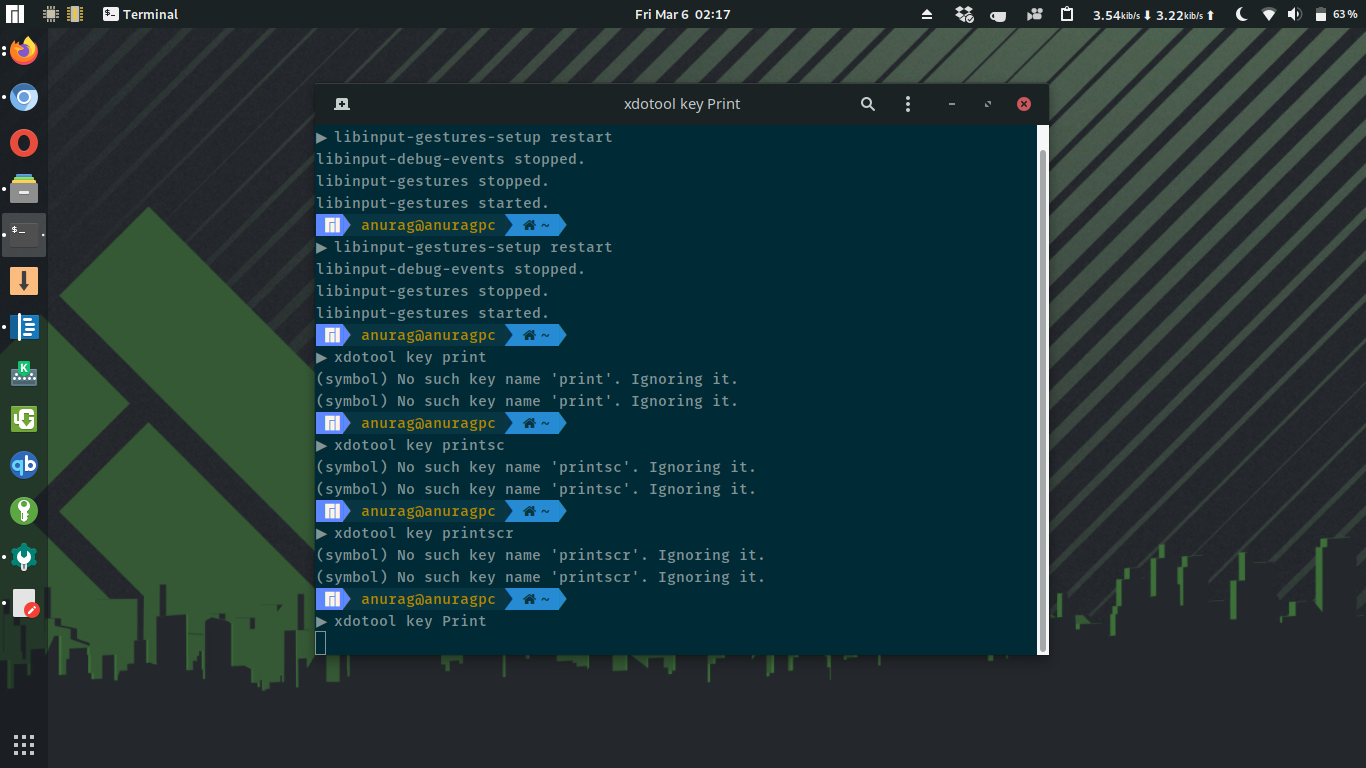 Terminal
Fri Mar 6 02:17
3.54kib/s ⬇ 3.22kib/s ⬆
63 %
xdotool key Print
▶ libinput-gestures-setup restart
libinput-debug-events stopped.
libinput-gestures stopped.
libinput-gestures started.
anurag@anuragpc ~
▶ libinput-gestures-setup restart
libinput-debug-events stopped.
libinput-gestures stopped.
libinput-gestures started.
anurag@anuragpc ~
▶ xdotool key print
(symbol) No such key name 'print'. Ignoring it.
(symbol) No such key name 'print'. Ignoring it.
anurag@anuragpc ~
▶ xdotool key printsc
(symbol) No such key name 'printsc'. Ignoring it.
(symbol) No such key name 'printsc'. Ignoring it.
anurag@anuragpc ~
▶ xdotool key printscr
(symbol) No such key name 'printscr'. Ignoring it.
(symbol) No such key name 'printscr'. Ignoring it.
anurag@anuragpc ~
▶ xdotool key Print
$_
K
qb